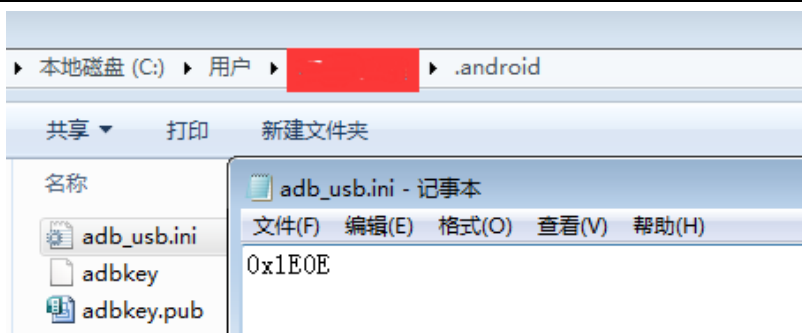 本地磁盘 (C:) ▸ 用户 ▸ ▸ .android
共享 打印 新建文件夹
名称
adb_usb.ini
adbkey
adbkey.pub
adb_usb.ini - 记事本
文件(F) 编辑(E) 格式(O) 查看(V) 帮助(H)
0x1E0E